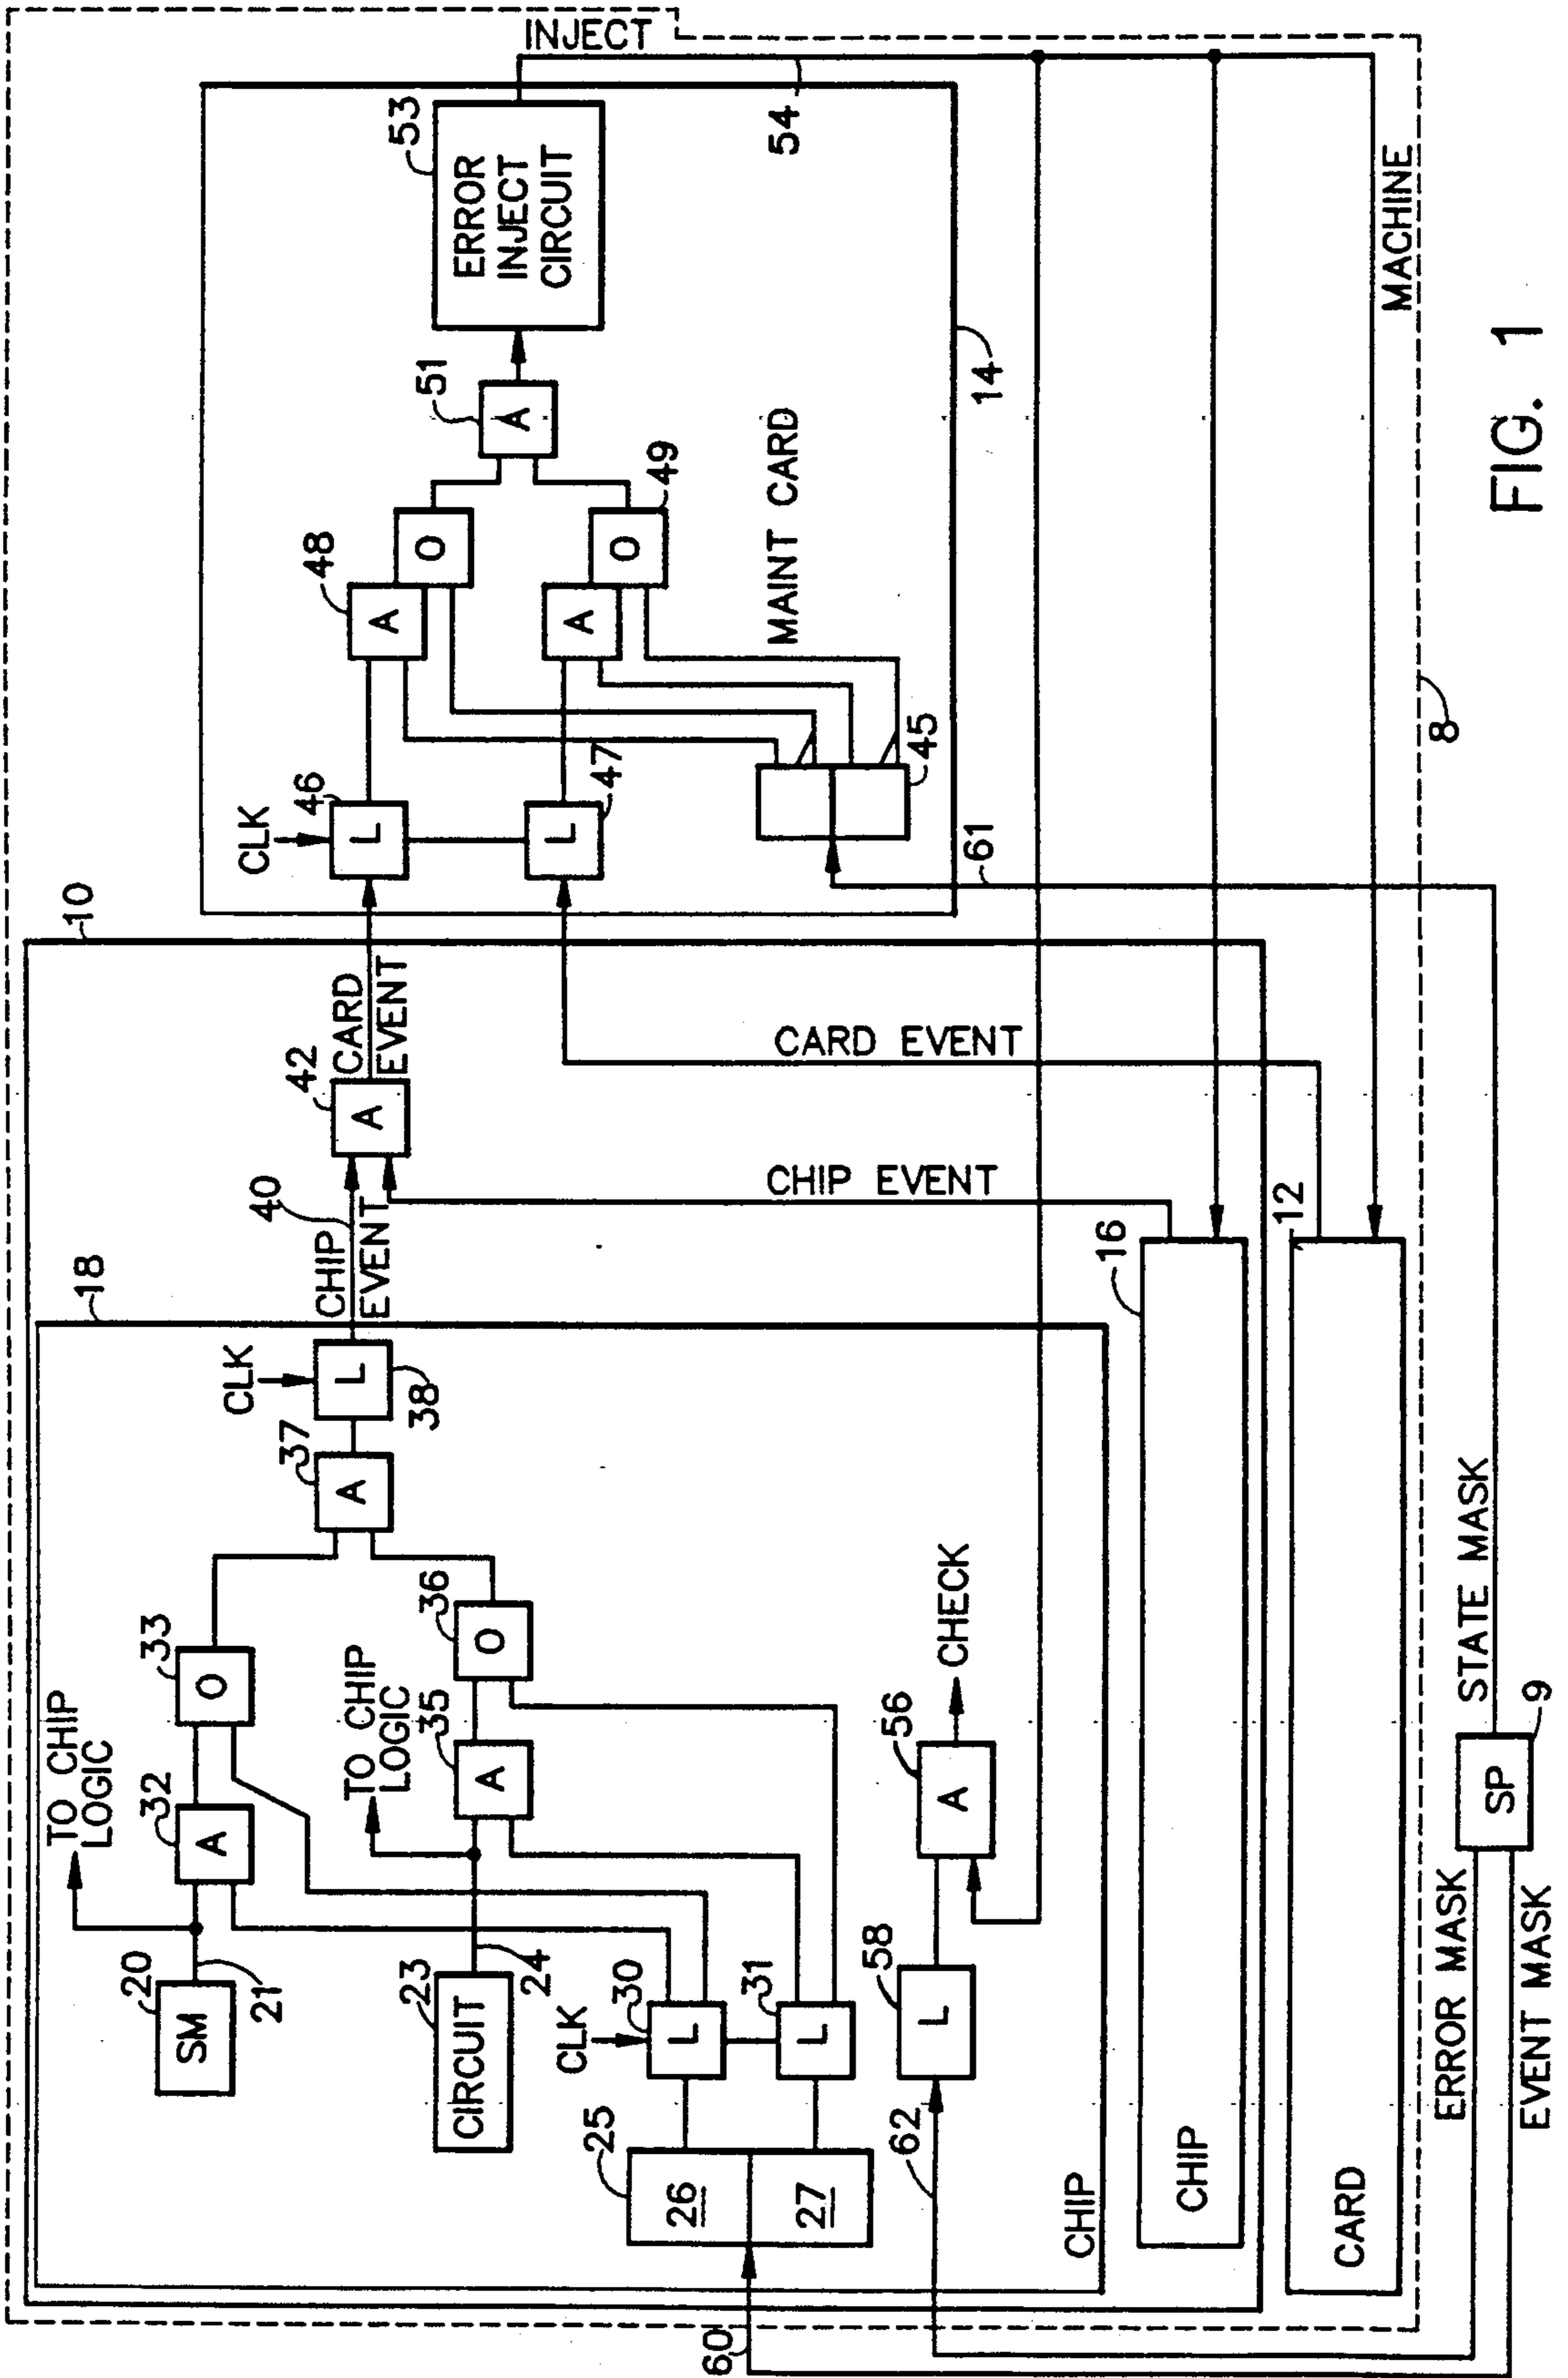 INJECT
10
18
TO CHIP
LOGIC
20
SM
21
32
A
33
O
TO CHIP
LOGIC
23
CIRCUIT
24
35
A
36
O
37
A
CLK
L
38
CHIP
EVENT
40
42
A
CARD
EVENT
CLK
46
L
L
47
48
A
O
A
O
49
51
A
53
ERROR
INJECT
CIRCUIT
54
MAINT CARD
45
14
61
25
26
27
CLK
30
L
31
L
58
L
62
56
A
CHECK
CHIP
CHIP EVENT
CARD EVENT
16
CHIP
12
CARD
MACHINE
8
60
ERROR MASK
EVENT MASK
SP
9
STATE MASK
FIG. 1